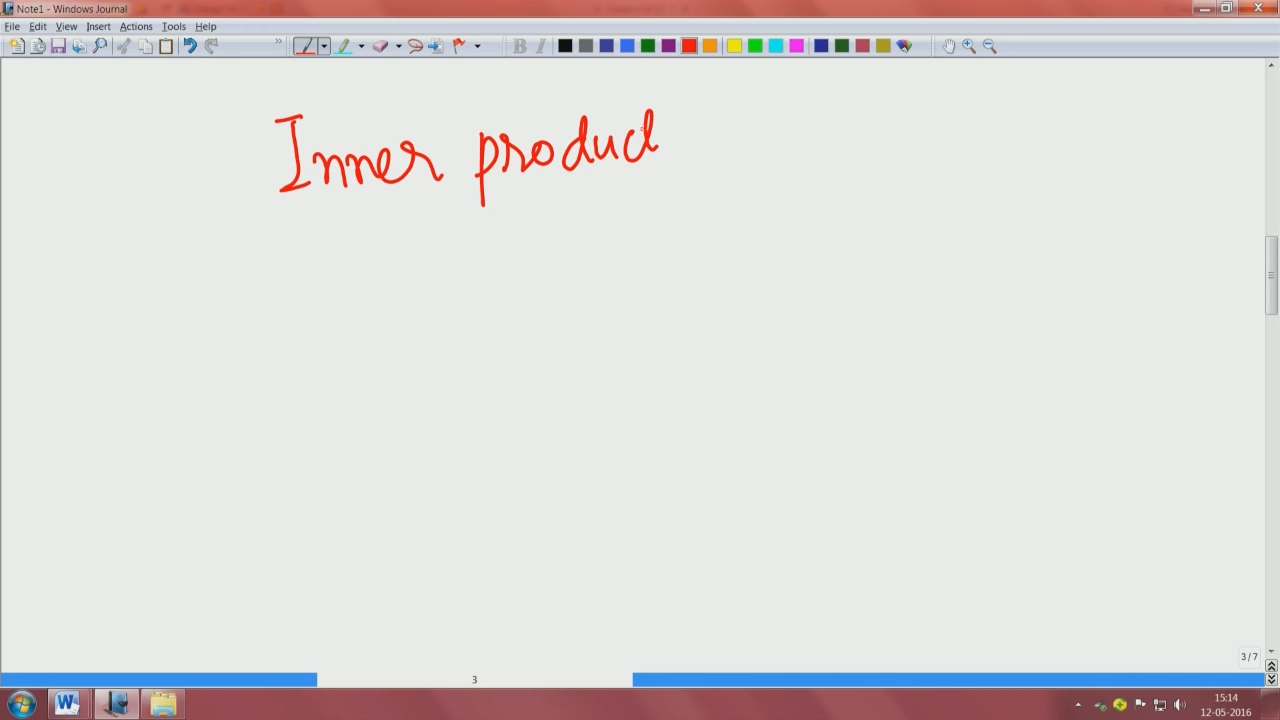 Note1 - Windows Journal
File Edit View Insert Actions Tools Help
B I
Inner product
3/7
3
W
15:14
12-05-2016